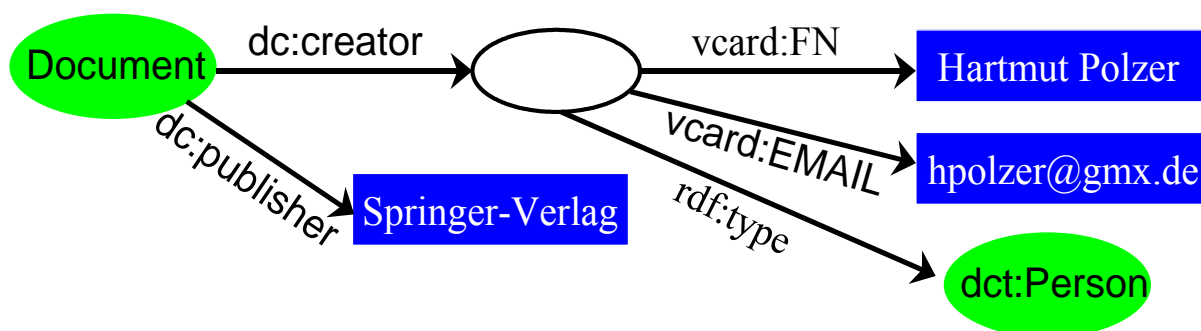 Document
dc:creator
vcard:FN
Hartmut Polzer
dc:publisher
vcard:EMAIL
hpolzer@gmx.de
Springer-Verlag
rdf:type
dct:Person